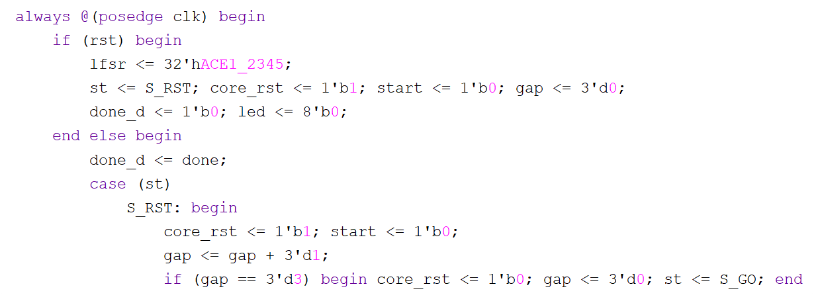 always @(posedge clk) begin
if (rst) begin
lfsr <= 32'hACE1_2345;
st <= S_RST; core_rst <= 1'b1; start <= 1'b0; gap <= 3'd0;
done_d <= 1'b0; led <= 8'b0;
end else begin
done_d <= done;
case (st)
S_RST: begin
core_rst <= 1'b1; start <= 1'b0;
gap <= gap + 3'd1;
if (gap == 3'd3) begin core_rst <= 1'b0; gap <= 3'd0; st <= S_GO; end